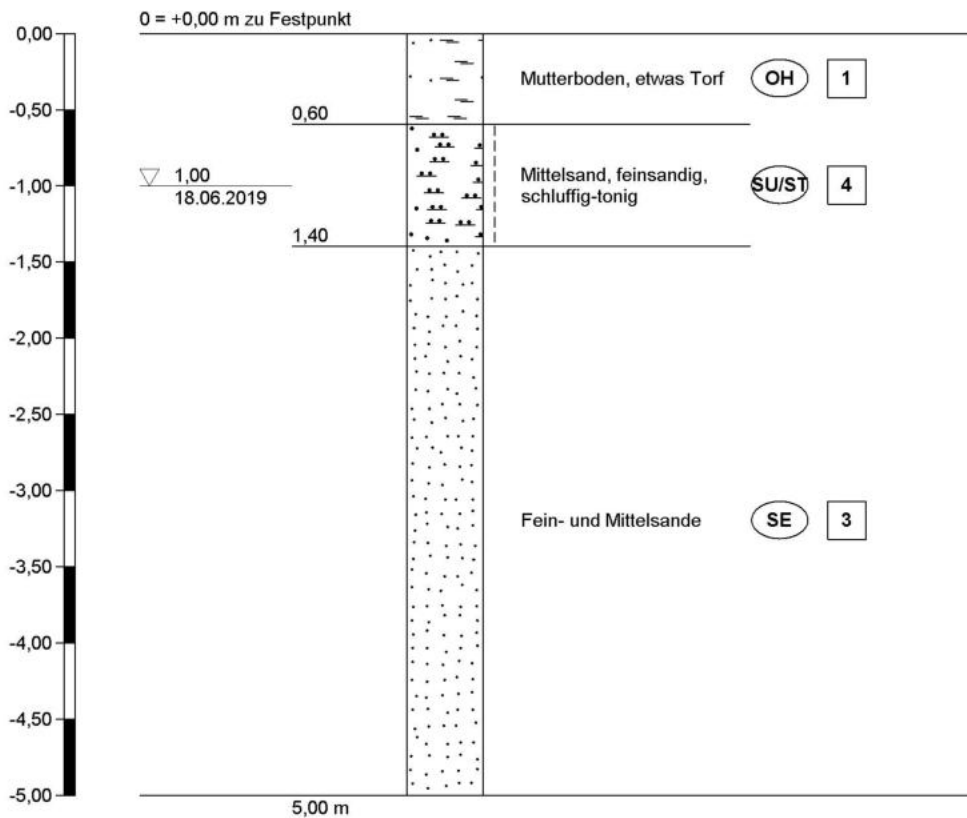 0 = +0,00 m zu Festpunkt
0,00
Mutterboden, etwas Torf OH 1
-0,50
0,60
1,00
18.06.2019
-1,00
Mittelsand, feinsandig,
schluffig-tonig
SU/ST 4
1,40
-1,50
-2,00
-2,50
-3,00
Fein- und Mittelsande SE 3
-3,50
-4,00
-4,50
-5,00
5,00 m